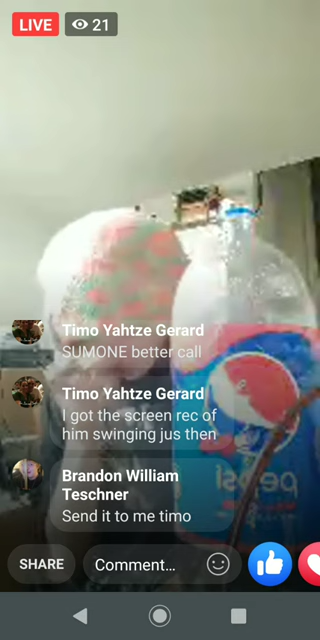 LIVE 21
Timo Yahtze Gerard
SUMONE better call
Timo Yahtze Gerard
I got the screen rec of
him swinging jus then
pepsi
Brandon William
Teschner
Send it to me timo
SHARE Comment...